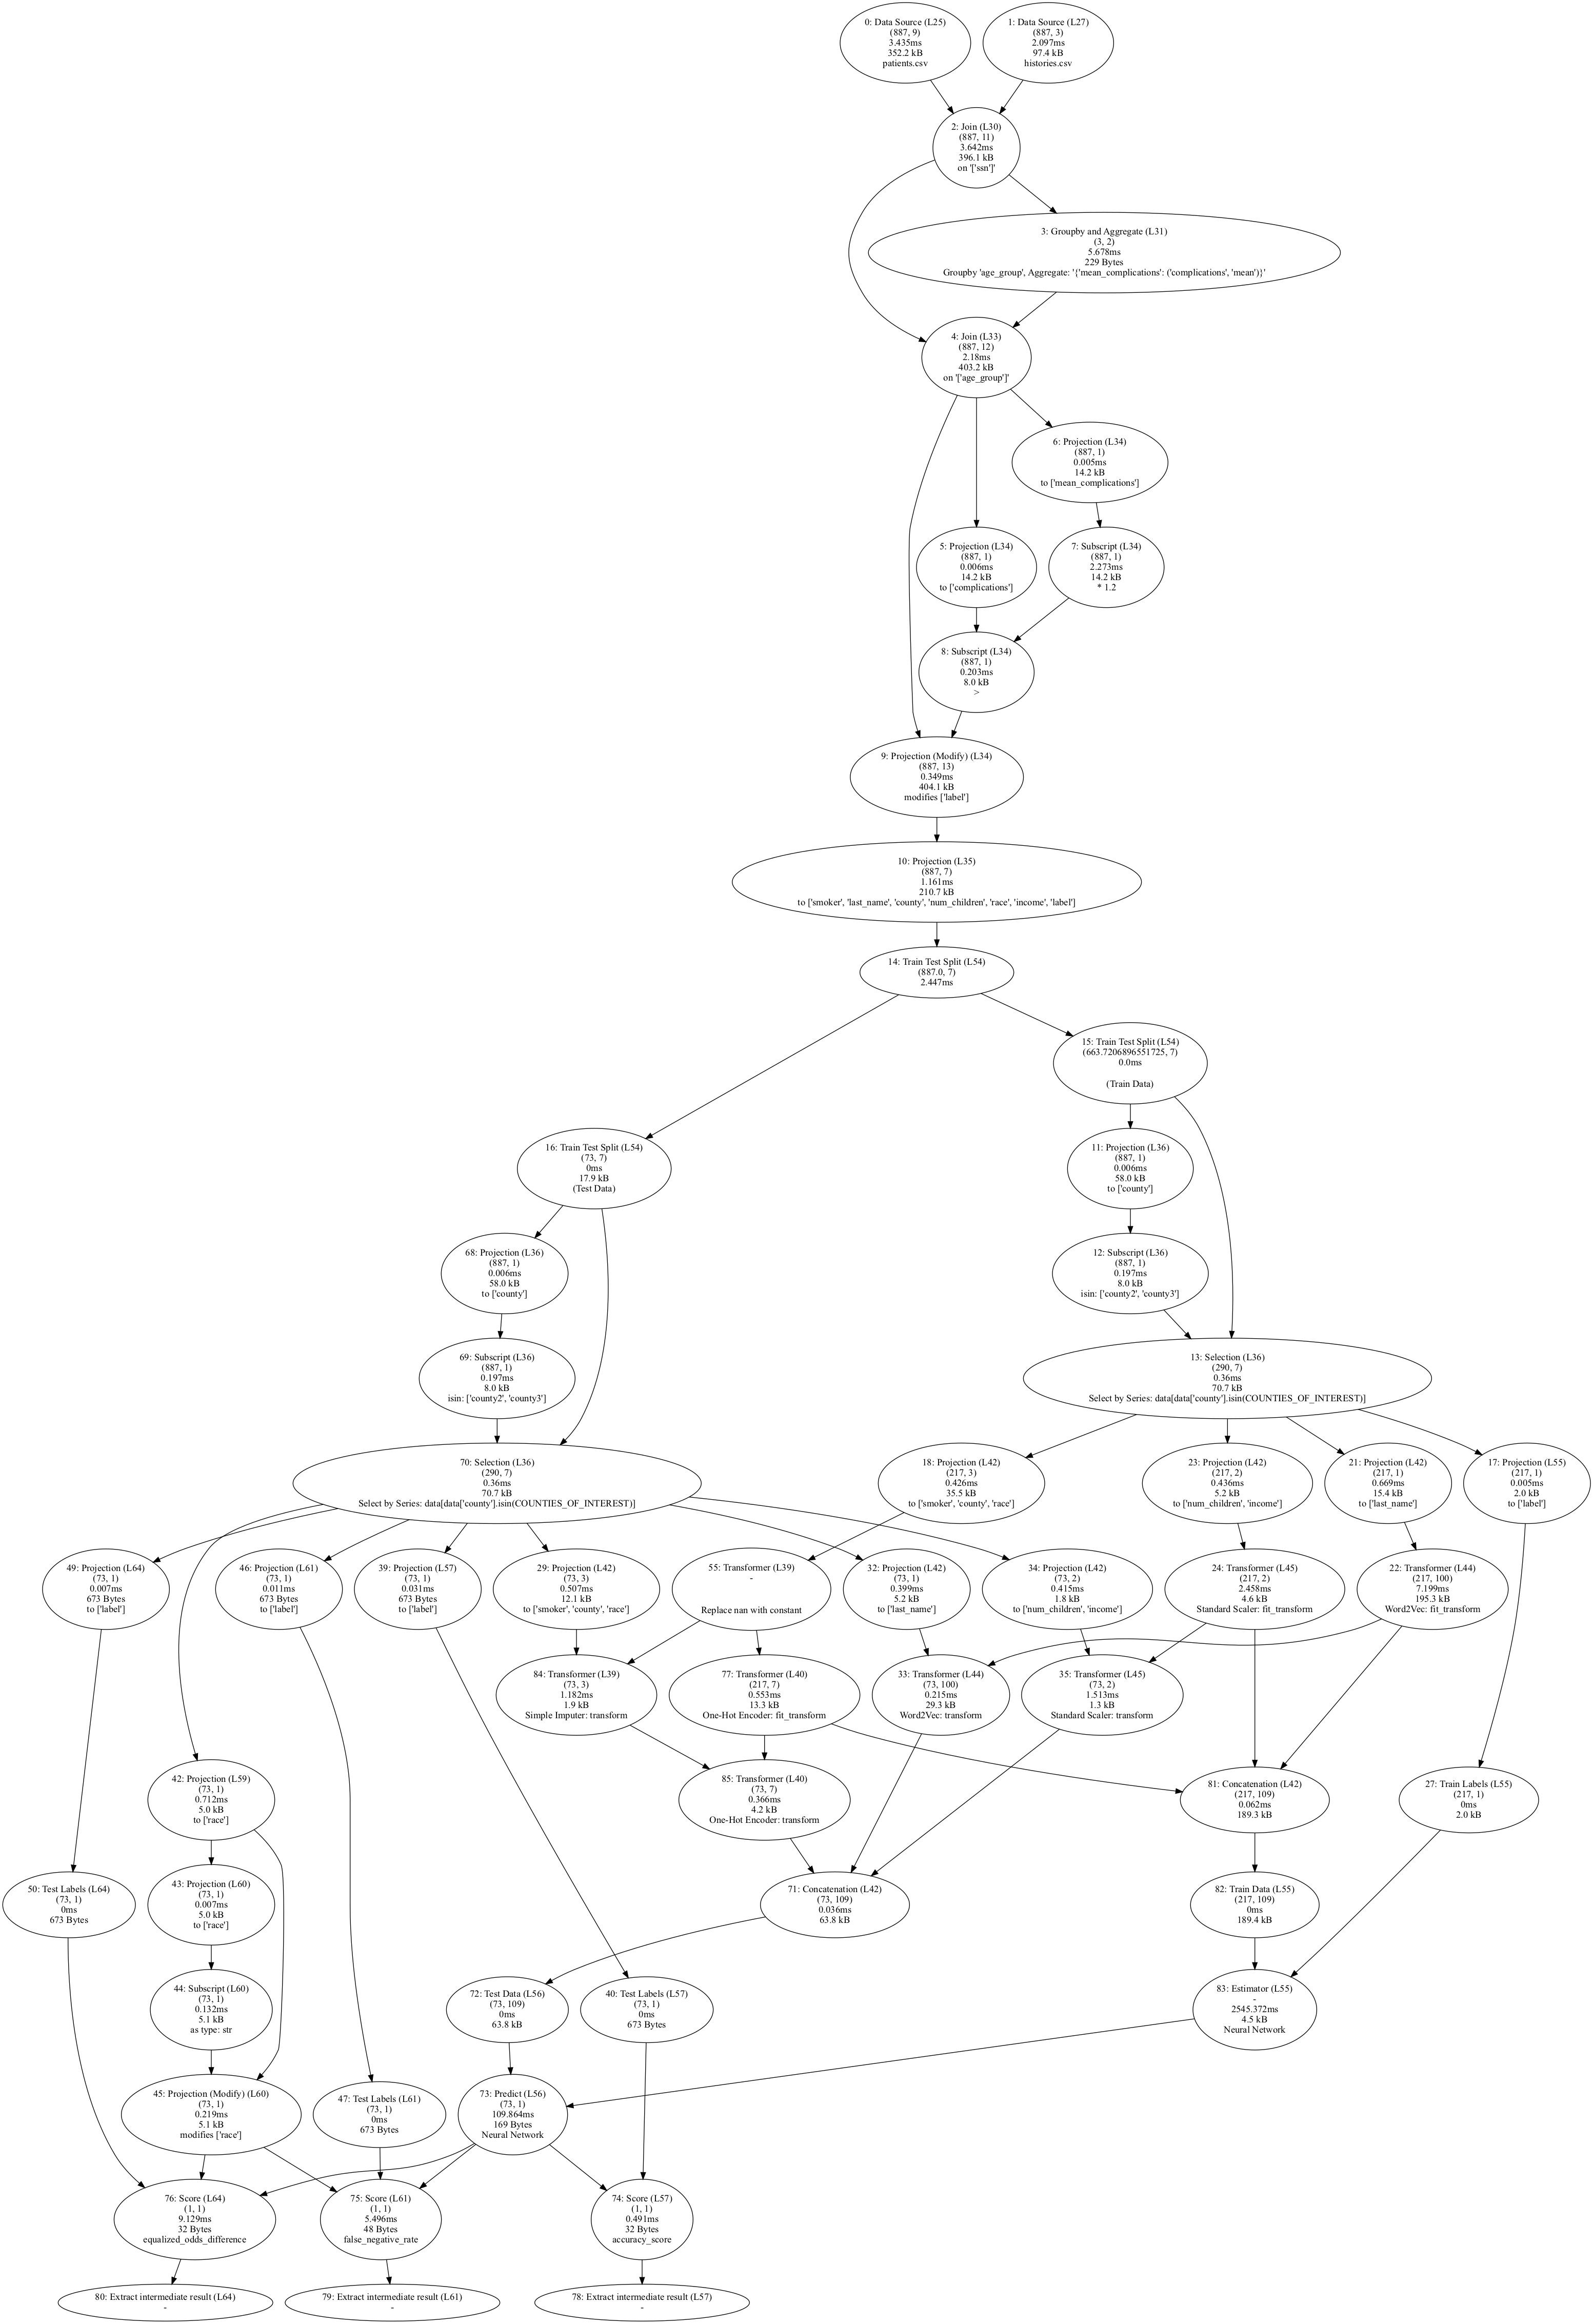 0: Data Source (L25)
(887, 9)
3.435ms
352.2 kB
patients.csv
1: Data Source (L27)
(887, 3)
2.097ms
97.4 kB
histories.csv
2: Join (L30)
(887, 11)
3.642ms
396.1 kB
on '['ssn']'
3: Groupby and Aggregate (L31)
(3, 2)
5.678ms
229 Bytes
Groupby 'age_group', Aggregate: '{'mean_complications': ('complications', 'mean')}'
4: Join (L33)
(887, 12)
2.18ms
403.2 kB
on '['age_group']'
6: Projection (L34)
(887, 1)
0.005ms
14.2 kB
to ['mean_complications']
5: Projection (L34)
(887, 1)
0.006ms
14.2 kB
to ['complications']
7: Subscript (L34)
(887, 1)
2.273ms
14.2 kB
* 1.2
8: Subscript (L34)
(887, 1)
0.203ms
8.0 kB
>
9: Projection (Modify) (L34)
(887, 13)
0.349ms
404.1 kB
modifies ['label']
10: Projection (L35)
(887, 7)
1.161ms
210.7 kB
to ['smoker', 'last_name', 'county', 'num_children', 'race', 'income', 'label']
14: Train Test Split (L54)
(887.0, 7)
2.447ms
15: Train Test Split (L54)
(663.7206896551725, 7)
0.0ms
(Train Data)
16: Train Test Split (L54)
(73, 7)
0ms
17.9 kB
(Test Data)
11: Projection (L36)
(887, 1)
0.006ms
58.0 kB
to ['county']
68: Projection (L36)
(887, 1)
0.006ms
58.0 kB
to ['county']
12: Subscript (L36)
(887, 1)
0.197ms
8.0 kB
isin: ['county2', 'county3']
69: Subscript (L36)
(887, 1)
0.197ms
8.0 kB
isin: ['county2', 'county3']
13: Selection (L36)
(290, 7)
0.36ms
70.7 kB
Select by Series: data[data['county'].isin(COUNTIES_OF_INTEREST)]
70: Selection (L36)
(290, 7)
0.36ms
70.7 kB
Select by Series: data[data['county'].isin(COUNTIES_OF_INTEREST)]
18: Projection (L42)
(217, 3)
0.426ms
35.5 kB
to ['smoker', 'county', 'race']
23: Projection (L42)
(217, 2)
0.436ms
5.2 kB
to ['num_children', 'income']
21: Projection (L42)
(217, 1)
0.669ms
15.4 kB
to ['last_name']
17: Projection (L55)
(217, 1)
0.005ms
2.0 kB
to ['label']
49: Projection (L64)
(73, 1)
0.007ms
673 Bytes
to ['label']
46: Projection (L61)
(73, 1)
0.011ms
673 Bytes
to ['label']
39: Projection (L57)
(73, 1)
0.031ms
673 Bytes
to ['label']
29: Projection (L42)
(73, 3)
0.507ms
12.1 kB
to ['smoker', 'county', 'race']
55: Transformer (L39)
-
Replace nan with constant
32: Projection (L42)
(73, 1)
0.399ms
5.2 kB
to ['last_name']
34: Projection (L42)
(73, 2)
0.415ms
1.8 kB
to ['num_children', 'income']
24: Transformer (L45)
(217, 2)
2.458ms
4.6 kB
Standard Scaler: fit_transform
22: Transformer (L44)
(217, 100)
7.199ms
195.3 kB
Word2Vec: fit_transform
84: Transformer (L39)
(73, 3)
1.182ms
1.9 kB
Simple Imputer: transform
77: Transformer (L40)
(217, 7)
0.553ms
13.3 kB
One-Hot Encoder: fit_transform
33: Transformer (L44)
(73, 100)
0.215ms
29.3 kB
Word2Vec: transform
35: Transformer (L45)
(73, 2)
1.513ms
1.3 kB
Standard Scaler: transform
42: Projection (L59)
(73, 1)
0.712ms
5.0 kB
to ['race']
85: Transformer (L40)
(73, 7)
0.366ms
4.2 kB
One-Hot Encoder: transform
81: Concatenation (L42)
(217, 109)
0.062ms
189.3 kB
27: Train Labels (L55)
(217, 1)
0ms
2.0 kB
50: Test Labels (L64)
(73, 1)
0ms
673 Bytes
43: Projection (L60)
(73, 1)
0.007ms
5.0 kB
to ['race']
71: Concatenation (L42)
(73, 109)
0.036ms
63.8 kB
82: Train Data (L55)
(217, 109)
0ms
189.4 kB
44: Subscript (L60)
(73, 1)
0.132ms
5.1 kB
as type: str
72: Test Data (L56)
(73, 109)
0ms
63.8 kB
40: Test Labels (L57)
(73, 1)
0ms
673 Bytes
83: Estimator (L55)
-
2545.372ms
4.5 kB
Neural Network
45: Projection (Modify) (L60)
(73, 1)
0.219ms
5.1 kB
modifies ['race']
47: Test Labels (L61)
(73, 1)
0ms
673 Bytes
73: Predict (L56)
(73, 1)
109.864ms
169 Bytes
Neural Network
76: Score (L64)
(1, 1)
9.129ms
32 Bytes
equalized_odds_difference
75: Score (L61)
(1, 1)
5.496ms
48 Bytes
false_negative_rate
74: Score (L57)
(1, 1)
0.491ms
32 Bytes
accuracy_score
80: Extract intermediate result (L64)
-
79: Extract intermediate result (L61)
-
78: Extract intermediate result (L57)
-